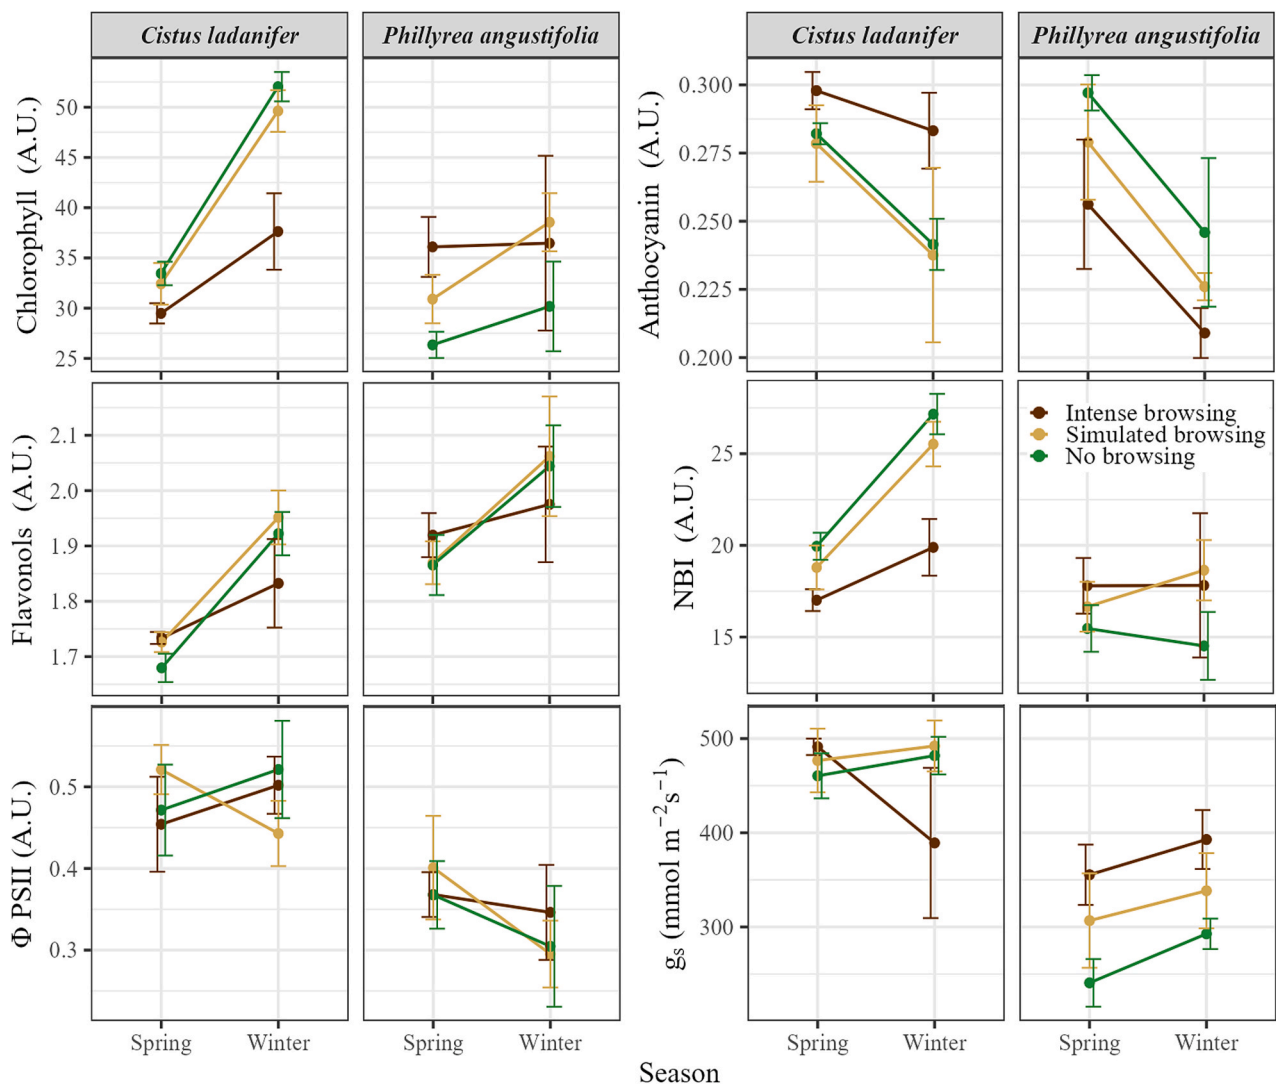 Cistus ladanifer
Phillyrea angustifolia
Chlorophyll (A.U.)
50
45
40
35
30
25
Flavonols (A.U.)
2.1
2.0
1.9
1.8
1.7
Φ PSII (A.U.)
0.5
0.4
0.3
Spring
Winter
Spring
Winter
Cistus ladanifer
Phillyrea angustifolia
Anthocyanin (A.U.)
0.300
0.275
0.250
0.225
0.200
NBI (A.U.)
25
20
15
Intense browsing
Simulated browsing
No browsing
gₛ (mmol m⁻²s⁻¹)
500
400
300
Spring
Winter
Spring
Winter
Season